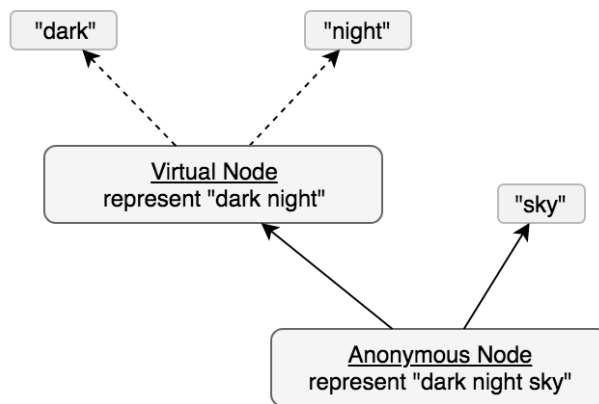 "dark"
"night"
Virtual Node
represent "dark night"
"sky"
Anonymous Node
represent "dark night sky"